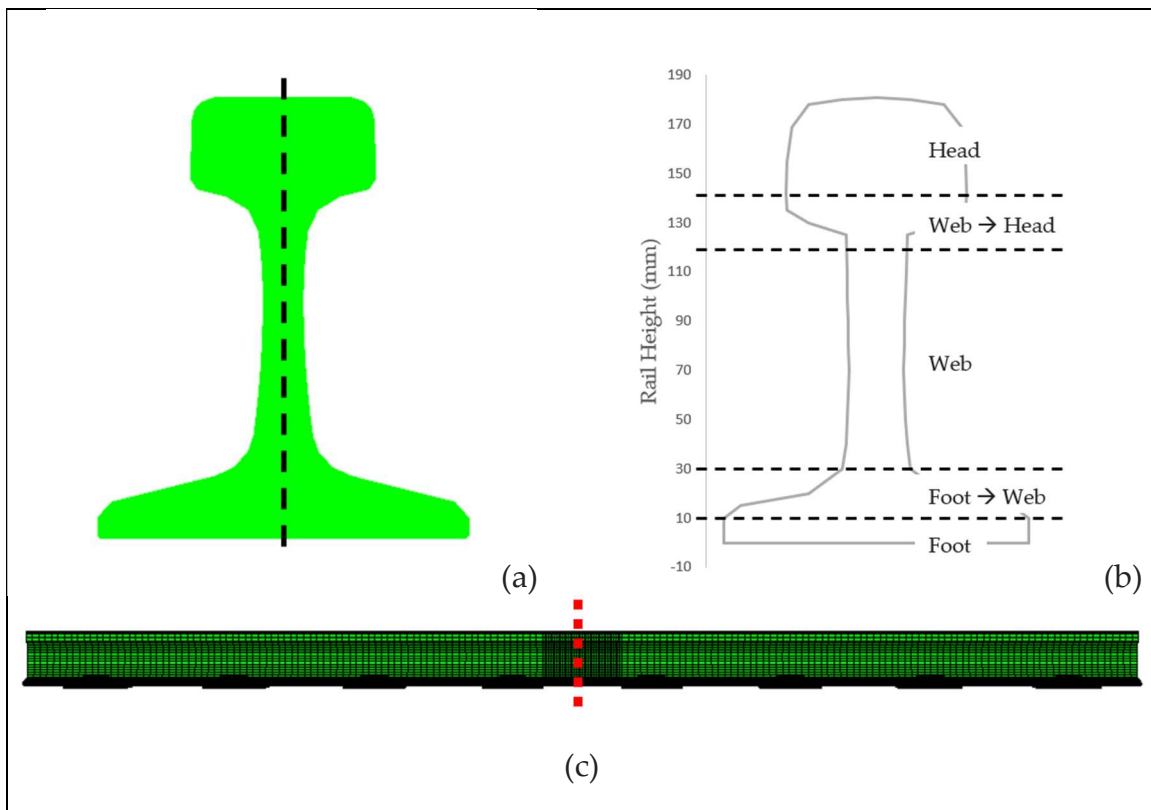 (a)
Rail Height (mm)
190
170
150
130
110
90
70
50
30
10
-10
Head
Web → Head
Web
Foot → Web
Foot
(b)
(c)